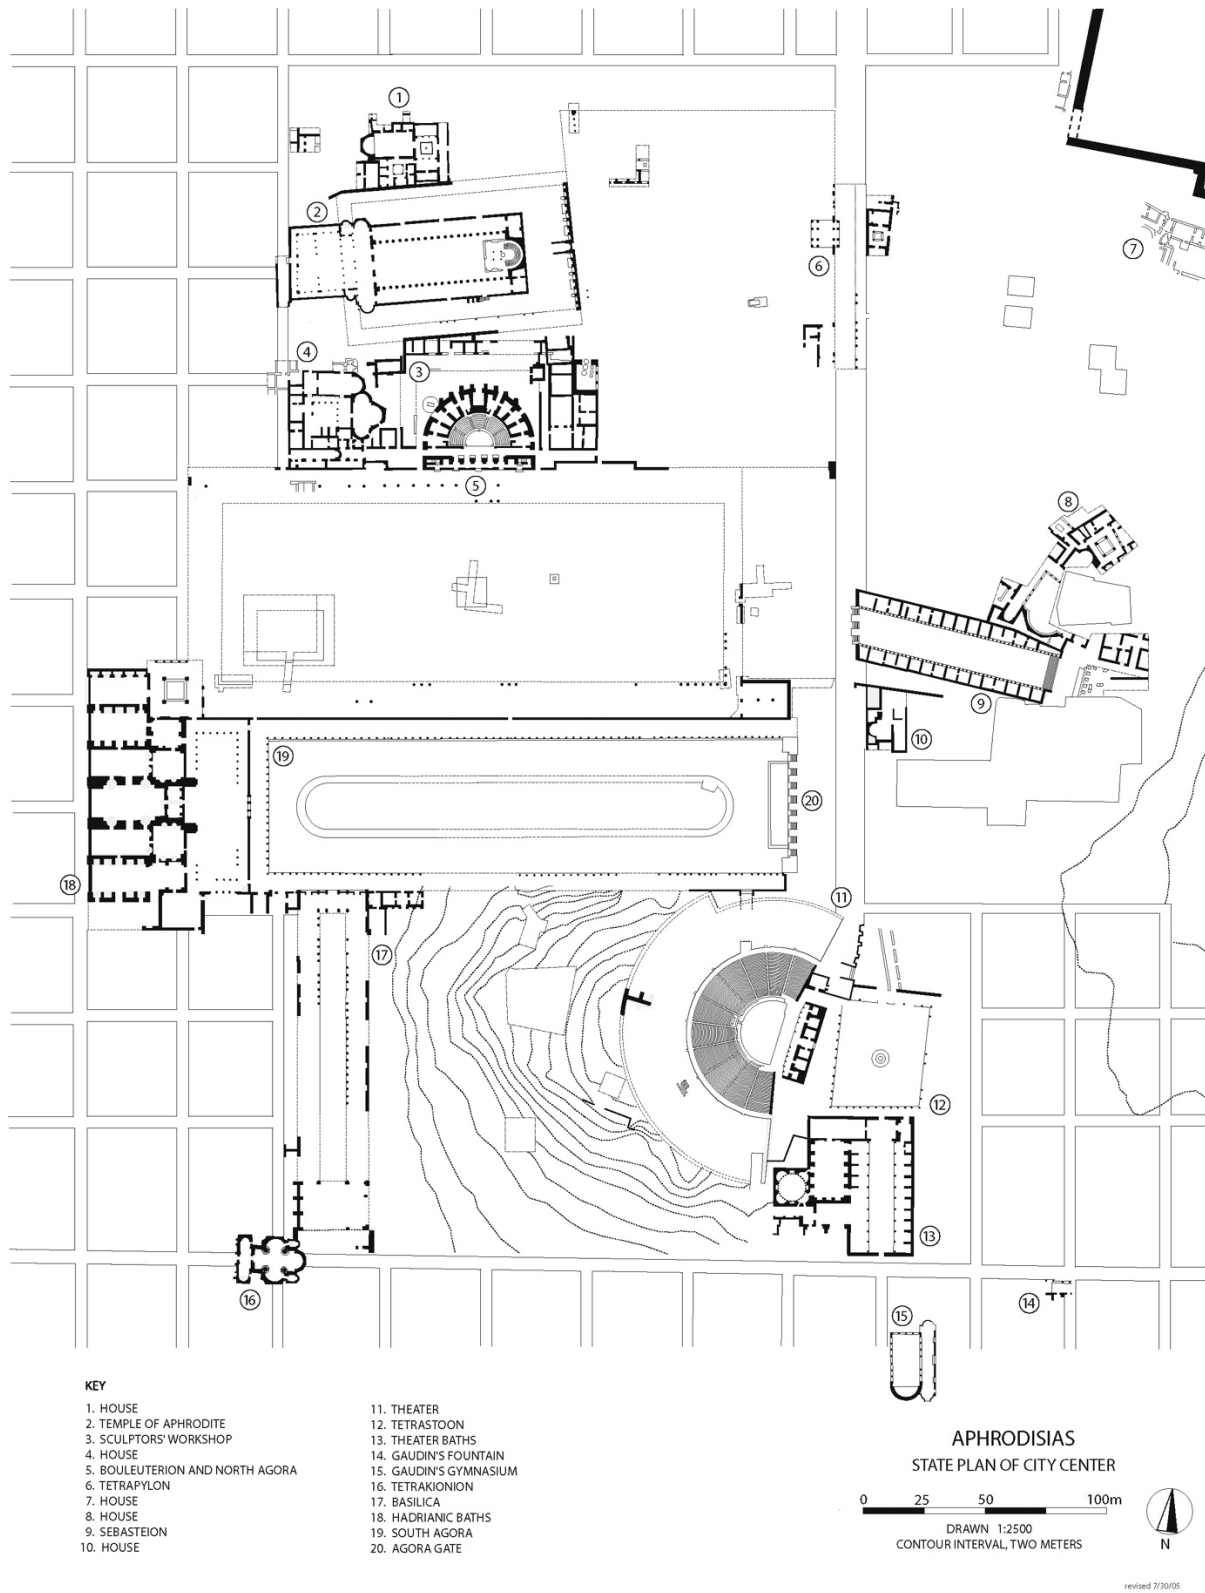 1
2
3
4
5
6
7
8
9
10
11
12
13
14
15
16
17
18
19
20
KEY
1. HOUSE
2. TEMPLE OF APHRODITE
3. SCULPTORS' WORKSHOP
4. HOUSE
5. BOULEUTERION AND NORTH AGORA
6. TETRAPYLON
7. HOUSE
8. HOUSE
9. SEBASTEION
10. HOUSE
11. THEATER
12. TETRASTOON
13. THEATER BATHS
14. GAUDIN'S FOUNTAIN
15. GAUDIN'S GYMNASIUM
16. TETRAKIONION
17. BASILICA
18. HADRIANIC BATHS
19. SOUTH AGORA
20. AGORA GATE
APHRODISIAS
STATE PLAN OF CITY CENTER
0 25 50 100m
DRAWN 1:2500
CONTOUR INTERVAL, TWO METERS
N
revised 7/30/05